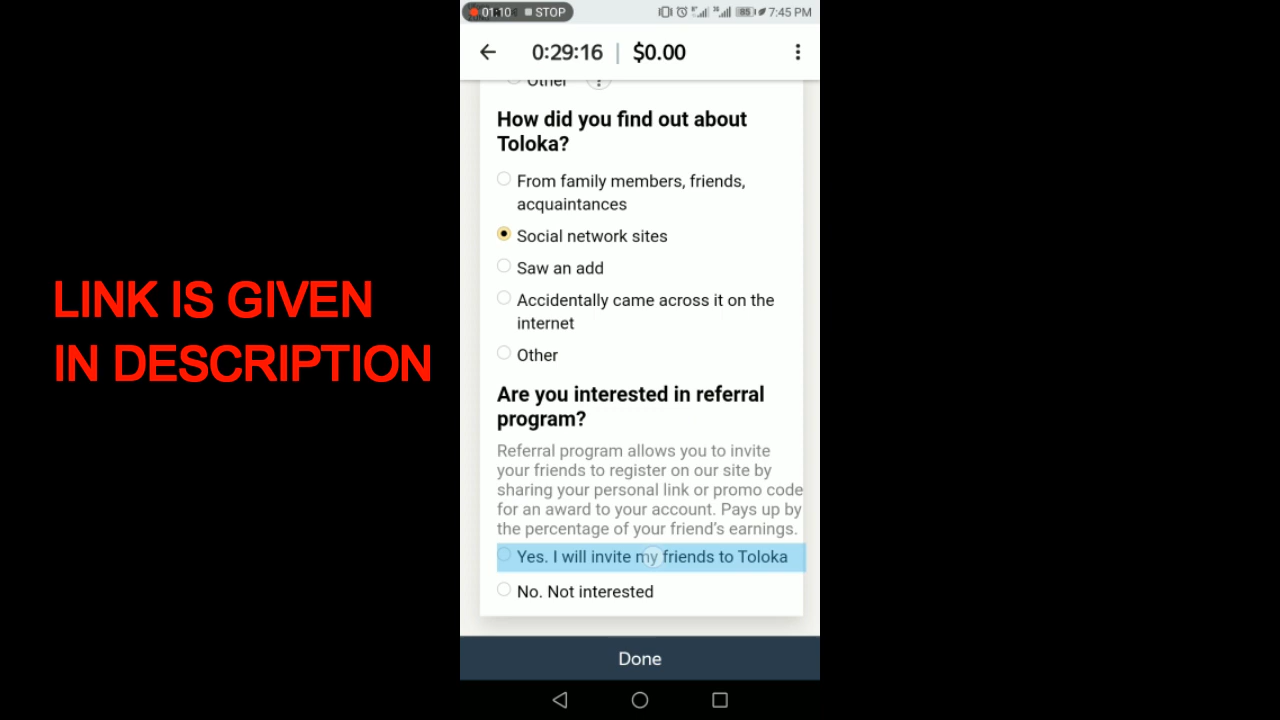 01:10 STOP 85 7:45 PM
0:29:16 | $0.00
Other
How did you find out about
Toloka?
From family members, friends,
acquaintances
Social network sites
Saw an add
Accidentally came across it on the
internet
Other
Are you interested in referral
program?
Referral program allows you to invite
your friends to register on our site by
sharing your personal link or promo code
for an award to your account. Pays up by
the percentage of your friend's earnings.
Yes. I will invite my friends to Toloka
No. Not interested
Done
LINK IS GIVEN
IN DESCRIPTION